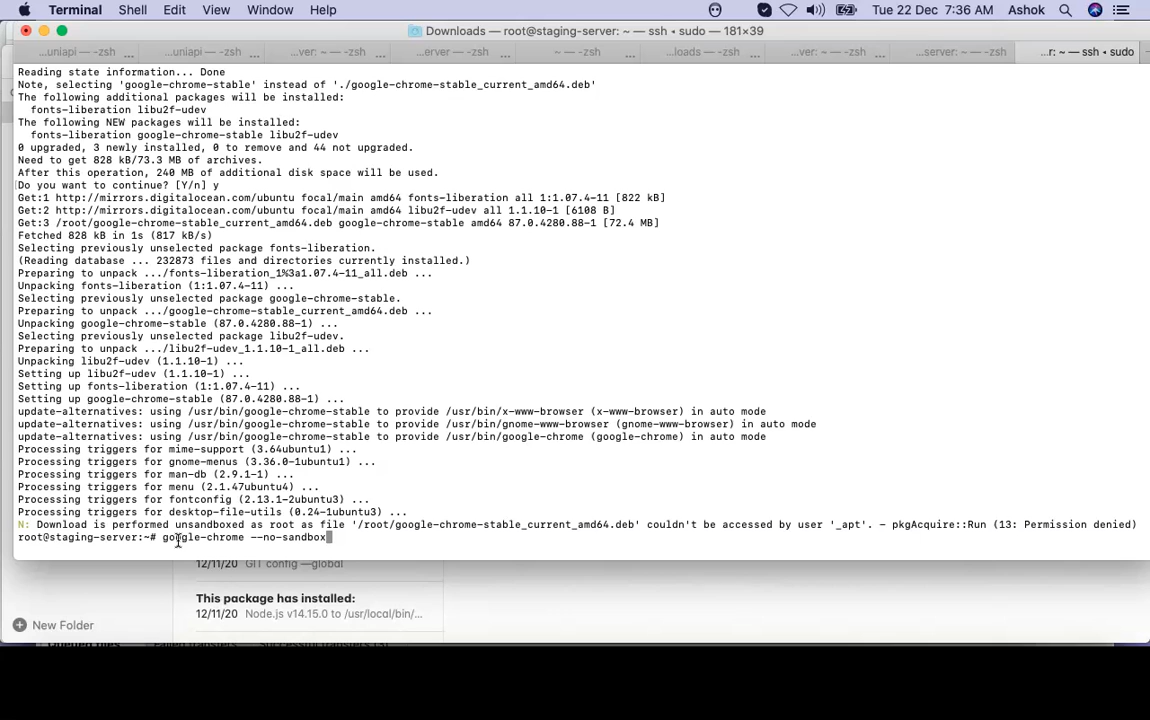 Terminal Shell Edit View Window Help Tue 22 Dec 7:36 AM Ashok
Downloads — root@staging-server: ~ — ssh ◂ sudo — 181×39
...uniapi — -zsh ...uniapi — -zsh ...ver: ~ — -zsh ...erver — -zsh ~ — -zsh ...loads — -zsh ...ver: ~ — -zsh ...server: ~ — -zsh ...r: ~ — ssh ◂ sudo
Reading state information... Done
Note, selecting 'google-chrome-stable' instead of './google-chrome-stable_current_amd64.deb'
The following additional packages will be installed:
fonts-liberation libu2f-udev
The following NEW packages will be installed:
fonts-liberation google-chrome-stable libu2f-udev
0 upgraded, 3 newly installed, 0 to remove and 44 not upgraded.
Need to get 828 kB/73.3 MB of archives.
After this operation, 240 MB of additional disk space will be used.
Do you want to continue? [Y/n] y
Get:1 http://mirrors.digitalocean.com/ubuntu focal/main amd64 fonts-liberation all 1:1.07.4-11 [822 kB]
Get:2 http://mirrors.digitalocean.com/ubuntu focal/main amd64 libu2f-udev all 1.1.10-1 [6108 B]
Get:3 /root/google-chrome-stable_current_amd64.deb google-chrome-stable amd64 87.0.4280.88-1 [72.4 MB]
Fetched 828 kB in 1s (817 kB/s)
Selecting previously unselected package fonts-liberation.
(Reading database ... 232873 files and directories currently installed.)
Preparing to unpack .../fonts-liberation_1%3a1.07.4-11_all.deb ...
Unpacking fonts-liberation (1:1.07.4-11) ...
Selecting previously unselected package google-chrome-stable.
Preparing to unpack .../google-chrome-stable_current_amd64.deb ...
Unpacking google-chrome-stable (87.0.4280.88-1) ...
Selecting previously unselected package libu2f-udev.
Preparing to unpack .../libu2f-udev_1.1.10-1_all.deb ...
Unpacking libu2f-udev (1.1.10-1) ...
Setting up libu2f-udev (1.1.10-1) ...
Setting up fonts-liberation (1:1.07.4-11) ...
Setting up google-chrome-stable (87.0.4280.88-1) ...
update-alternatives: using /usr/bin/google-chrome-stable to provide /usr/bin/x-www-browser (x-www-browser) in auto mode
update-alternatives: using /usr/bin/google-chrome-stable to provide /usr/bin/gnome-www-browser (gnome-www-browser) in auto mode
update-alternatives: using /usr/bin/google-chrome-stable to provide /usr/bin/google-chrome (google-chrome) in auto mode
Processing triggers for mime-support (3.64ubuntu1) ...
Processing triggers for gnome-menus (3.36.0-1ubuntu1) ...
Processing triggers for man-db (2.9.1-1) ...
Processing triggers for menu (2.1.47ubuntu4) ...
Processing triggers for fontconfig (2.13.1-2ubuntu3) ...
Processing triggers for desktop-file-utils (0.24-1ubuntu3) ...
N: Download is performed unsandboxed as root as file '/root/google-chrome-stable_current_amd64.deb' couldn't be accessed by user '_apt'. - pkgAcquire::Run (13: Permission denied)
root@staging-server:~# google-chrome --no-sandbox
12/11/20 GIT config —global
This package has installed:
12/11/20 Node.js v14.15.0 to /usr/local/bin/...
New Folder